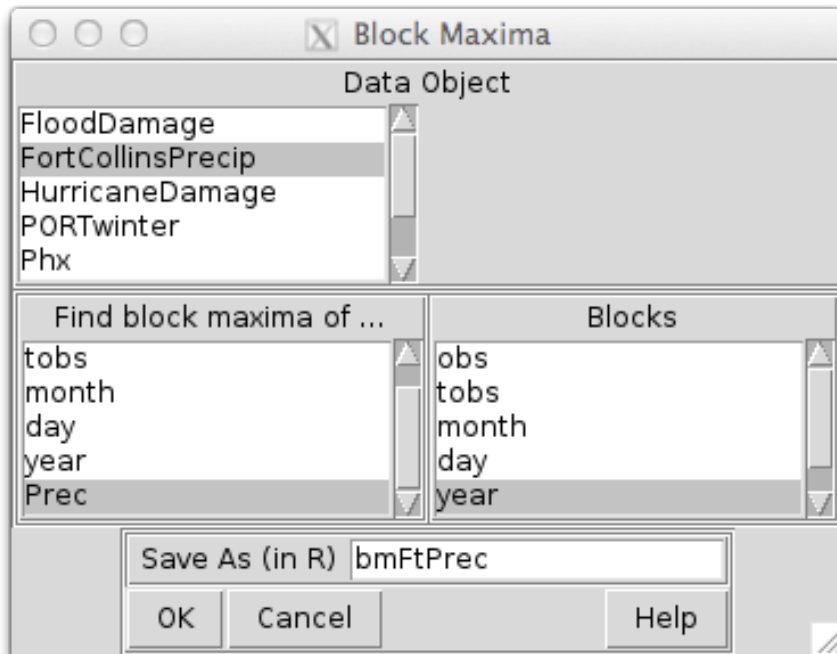 Block Maxima
Data Object
FloodDamage
FortCollinsPrecip
HurricaneDamage
PORTwinter
Phx
Find block maxima of ...
tobs
month
day
year
Prec
Blocks
obs
tobs
month
day
year
Save As (in R) bmFtPrec
OK Cancel Help